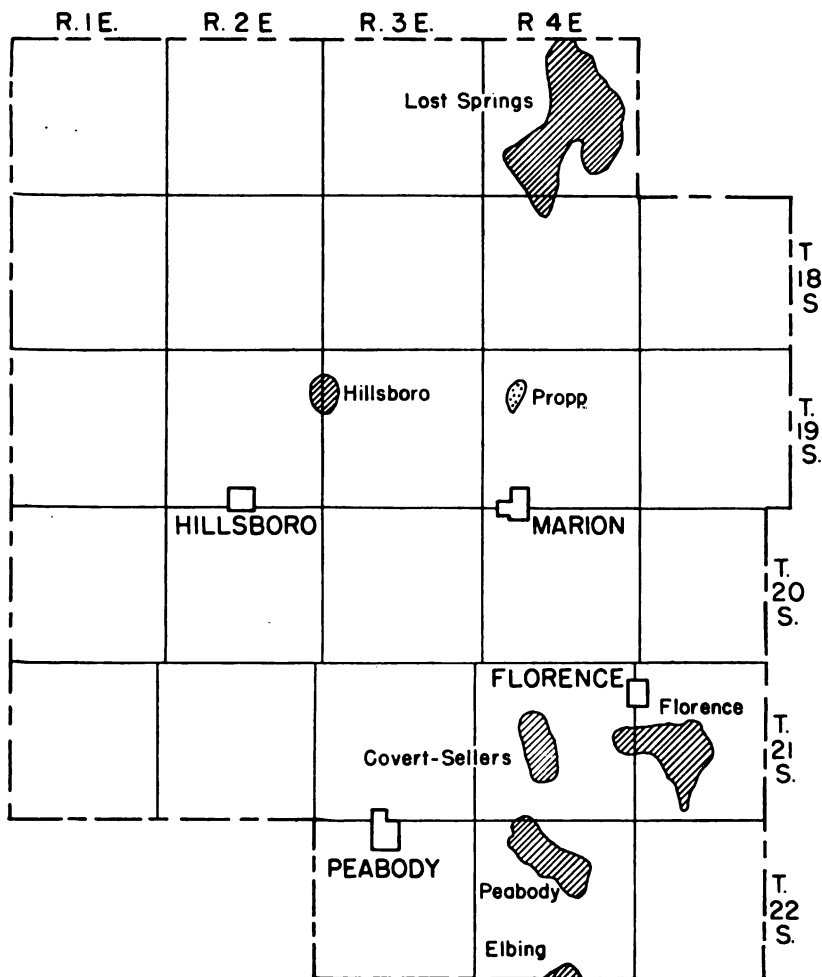 R. 1 E.
R. 2 E
R. 3 E.
R 4 E
Lost Springs
T
18
S
Hillsboro
Propp
T.
19
S.
HILLSBORO
MARION
T.
20
S.
FLORENCE
Florence
Covert-Sellers
T.
21
S.
PEABODY
Peabody
T.
22
S.
Elbing